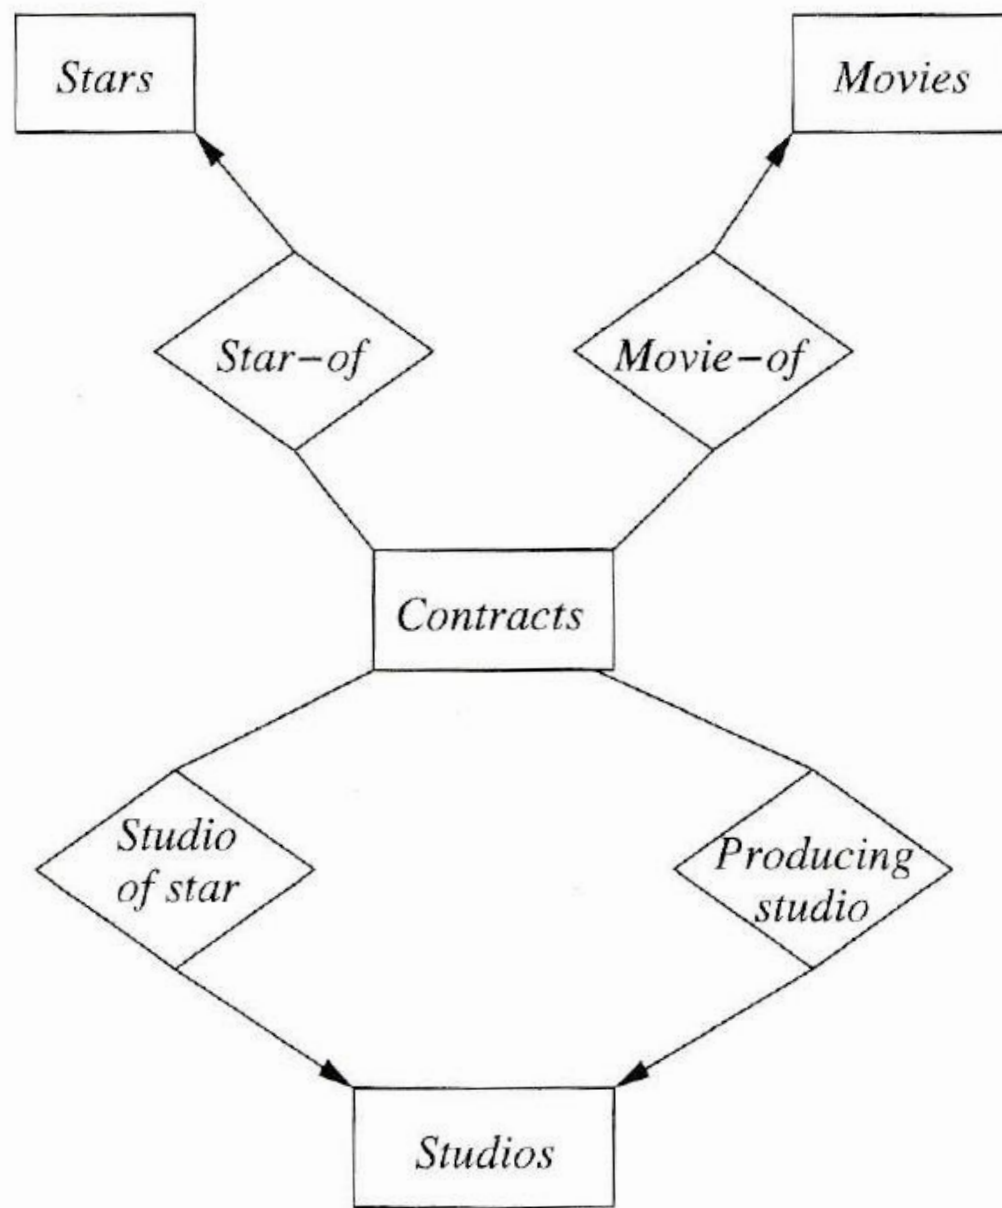 Stars
Movies
Star-of
Movie-of
Contracts
Studio
of star
Producing
studio
Studios